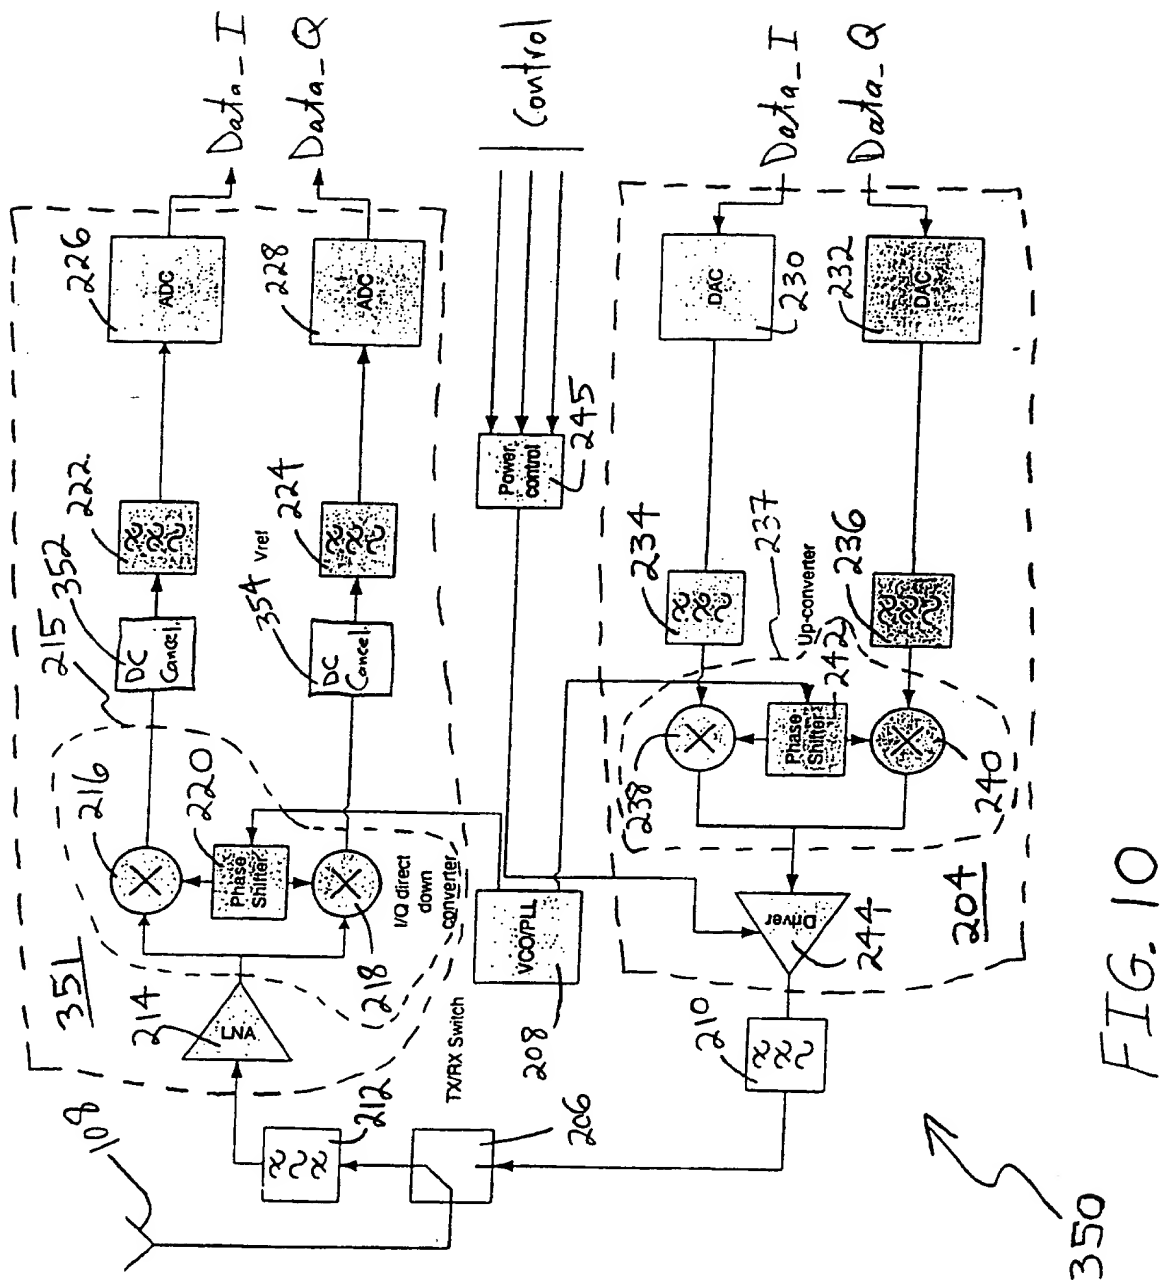 108
212
TX/RX Switch
206
351
214
LNA
216
220
Phase
Shifter
218
I/Q direct
down
converter
215
352
DC
Cancel.
354
DC
Cancel.
Vref
222
224
226
ADC
228
ADC
Data_I
Data_Q
208
VCO/PLL
Power
control
245
Control
210
204
Driver
244
238
Phase
Shifter
242
240
237
Up-converter
234
236
230
DAC
232
DAC
Data_I
Data_Q
350
FIG. 10